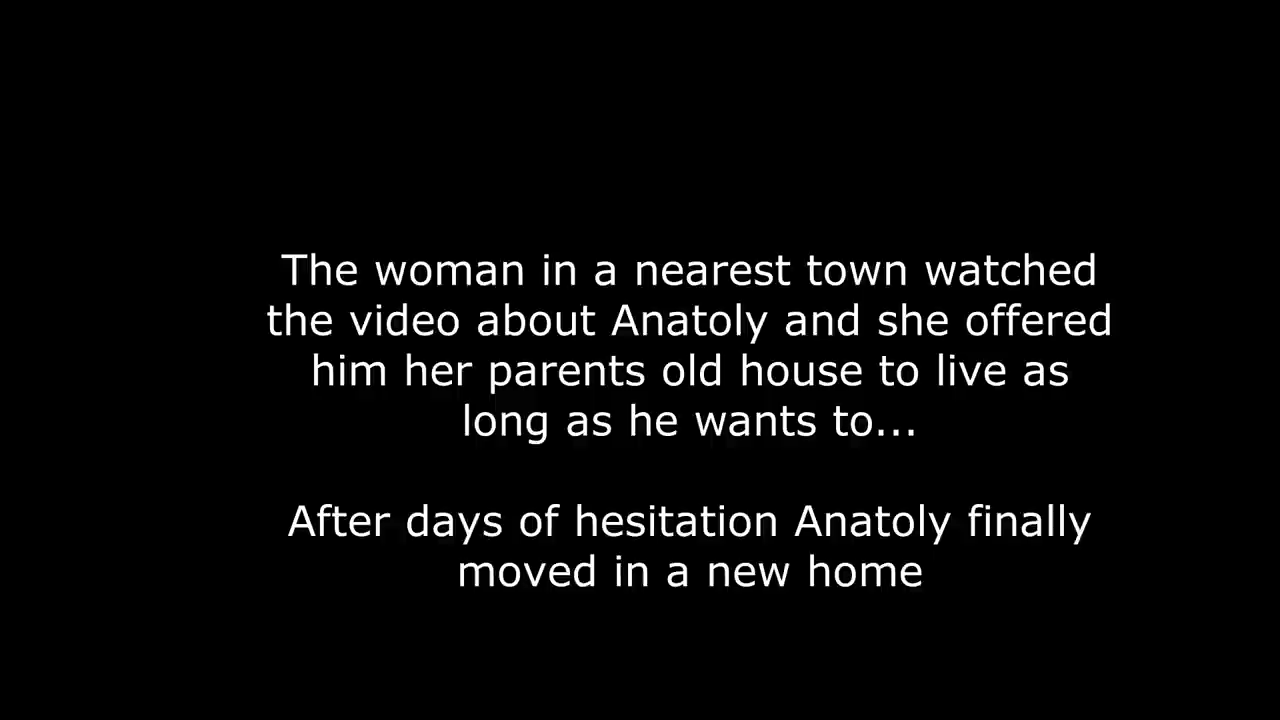 The woman in a nearest town watched
the video about Anatoly and she offered
him her parents old house to live as
long as he wants to...
After days of hesitation Anatoly finally
moved in a new home